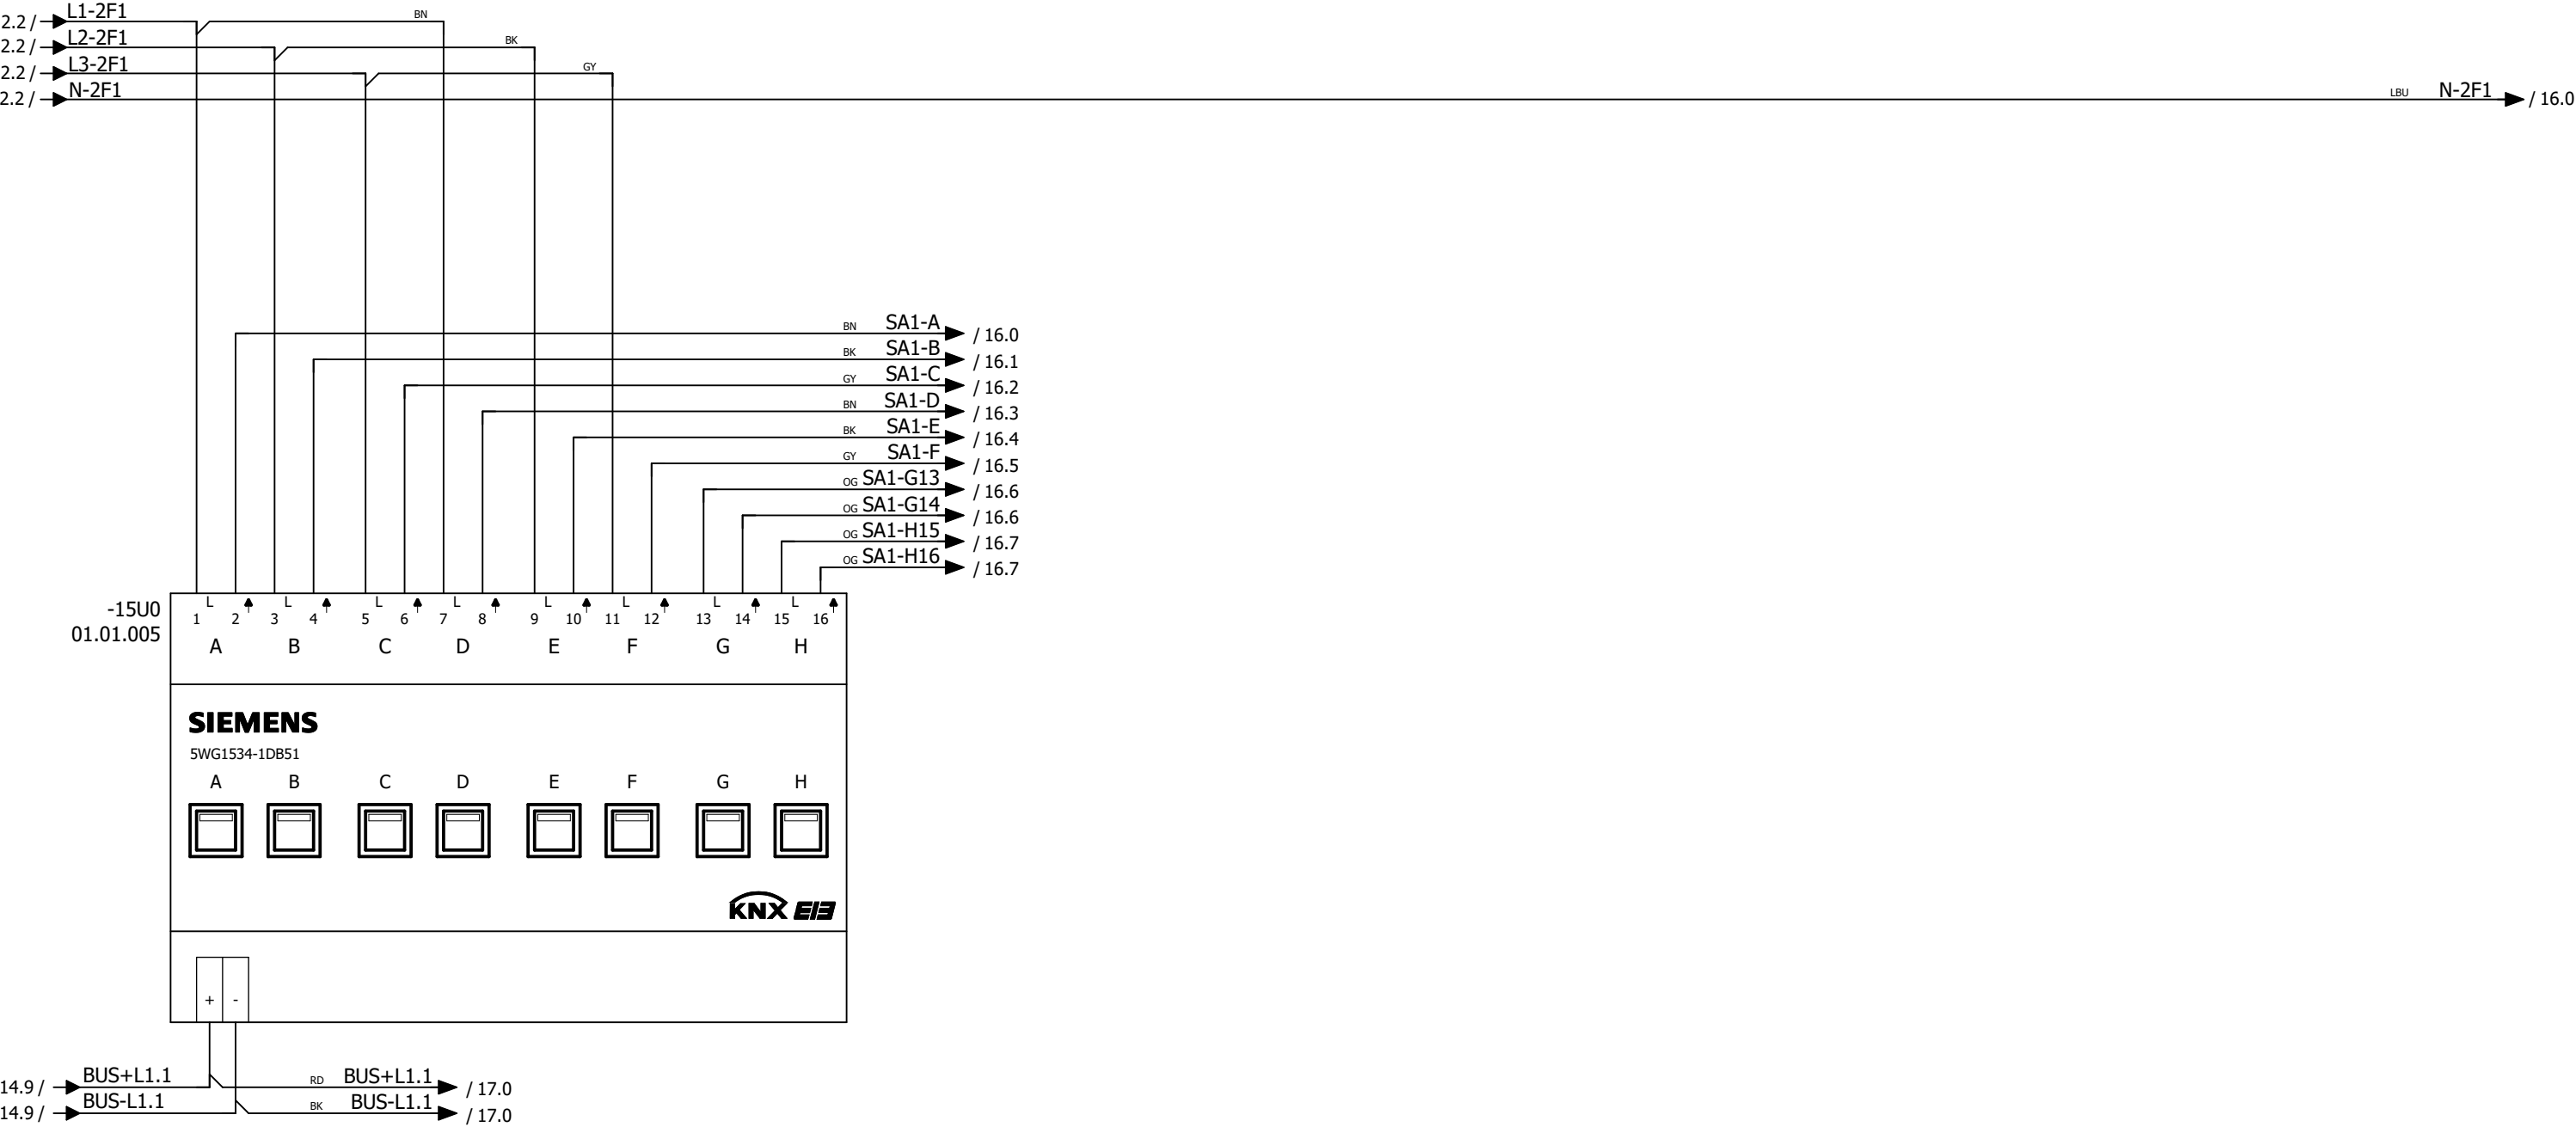 2.2 / L1-2F1 BN
2.2 / L2-2F1 BK
2.2 / L3-2F1 GY
2.2 / N-2F1 LBU N-2F1 / 16.0
BN SA1-A / 16.0
BK SA1-B / 16.1
GY SA1-C / 16.2
BN SA1-D / 16.3
BK SA1-E / 16.4
GY SA1-F / 16.5
OG SA1-G13 / 16.6
OG SA1-G14 / 16.6
OG SA1-H15 / 16.7
OG SA1-H16 / 16.7
-15U0
01.01.005
L L L L L L L L
1 2 3 4 5 6 7 8 9 10 11 12 13 14 15 16
A B C D E F G H
SIEMENS
5WG1534-1DB51
A B C D E F G H
KNX EIB
+ -
14.9 / BUS+L1.1 RD BUS+L1.1 / 17.0
14.9 / BUS-L1.1 BK BUS-L1.1 / 17.0